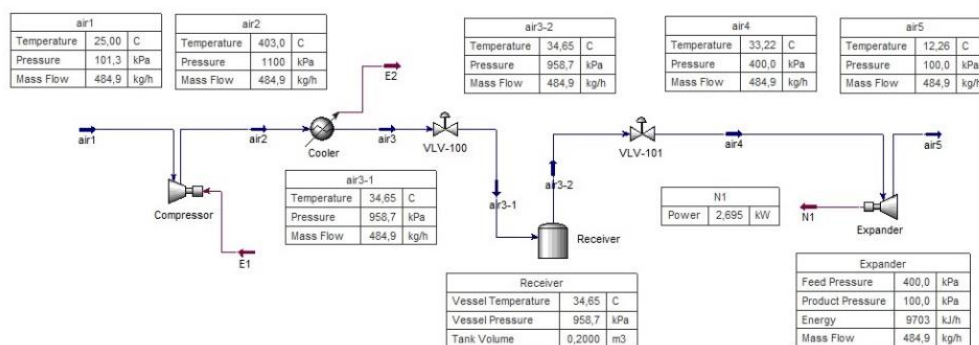 air1
Temperature 25,00 C
Pressure 101,3 kPa
Mass Flow 484,9 kg/h
air2
Temperature 403,0 C
Pressure 1100 kPa
Mass Flow 484,9 kg/h
air3-2
Temperature 34,65 C
Pressure 958,7 kPa
Mass Flow 484,9 kg/h
air4
Temperature 33,22 C
Pressure 400,0 kPa
Mass Flow 484,9 kg/h
air5
Temperature 12,26 C
Pressure 100,0 kPa
Mass Flow 484,9 kg/h
E2
air1
air2
Cooler
air3
VLV-100
VLV-101
air4
air5
air3-2
air3-1
Compressor
E1
air3-1
Temperature 34,65 C
Pressure 958,7 kPa
Mass Flow 484,9 kg/h
Receiver
N1
Power 2,695 kW
N1
Expander
Receiver
Vessel Temperature 34,65 C
Vessel Pressure 958,7 kPa
Tank Volume 0,2000 m3
Expander
Feed Pressure 400,0 kPa
Product Pressure 100,0 kPa
Energy 9703 kJ/h
Mass Flow 484,9 kg/h